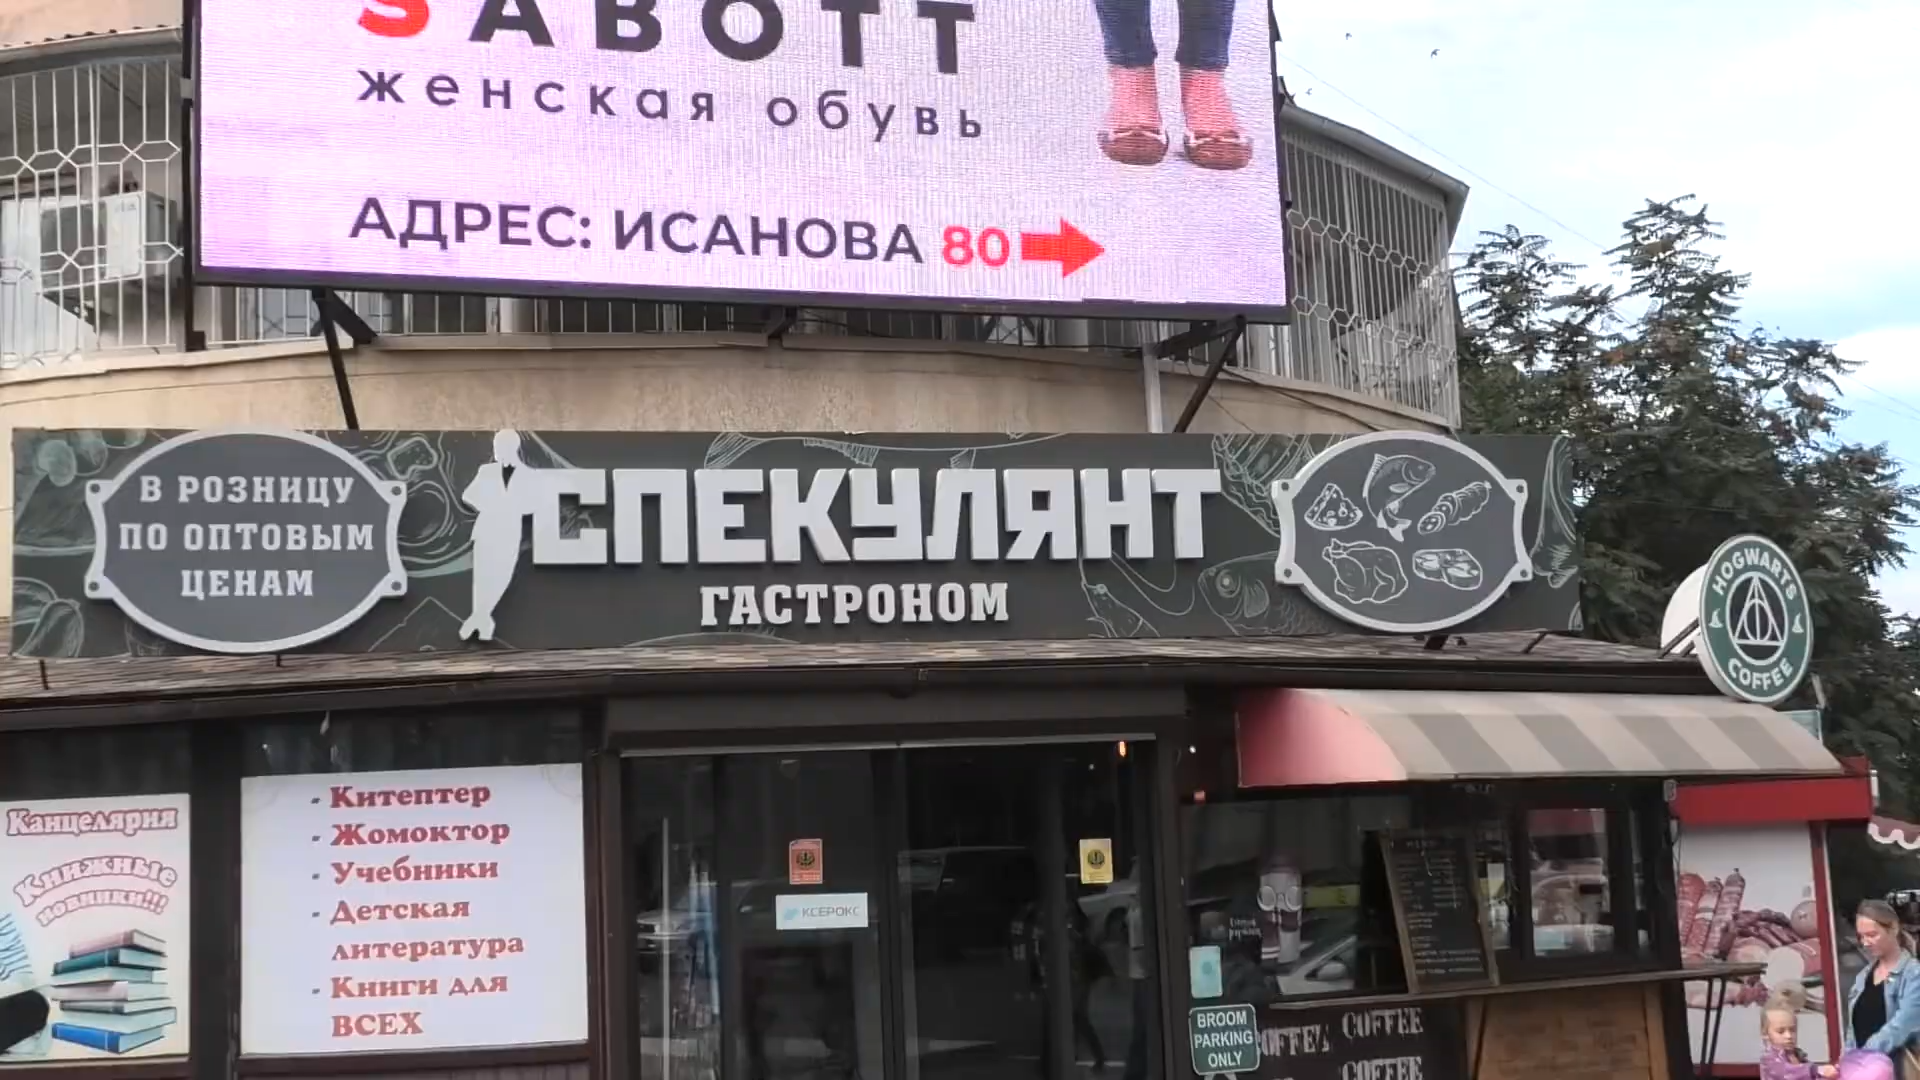 SABOTT
женская обувь
АДРЕС: ИСАНОВА 80
В РОЗНИЦУ
ПО ОПТОВЫМ
ЦЕНАМ
СПЕКУЛЯНТ
ГАСТРОНОМ
HOGWARTS
COFFEE
Канцелярия
Книжные
новинки!!!
- Китептер
- Жомоктор
- Учебники
- Детская
литература
- Книги для
ВСЕХ
КСЕРОКС
BROOM
PARKING
ONLY
COFFEE COFFEE
COFFEE